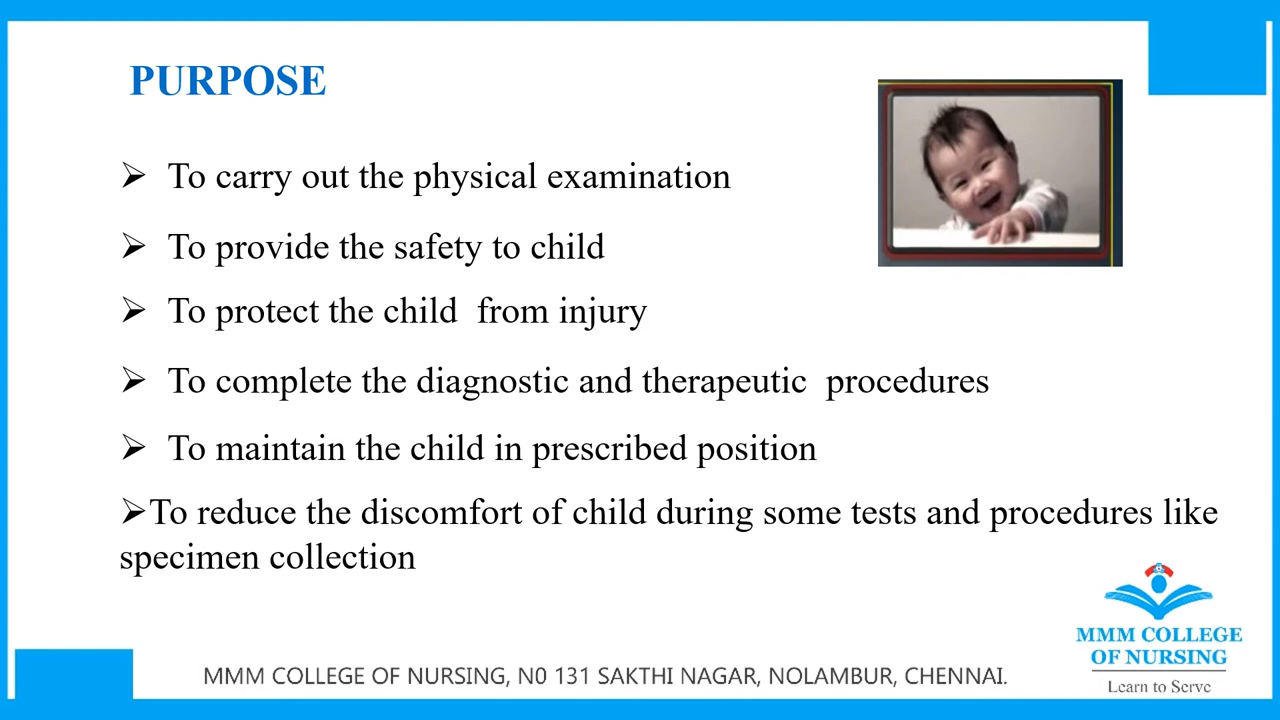 PURPOSE
➢ To carry out the physical examination
➢ To provide the safety to child
➢ To protect the child  from injury
➢ To complete the diagnostic and therapeutic  procedures
➢ To maintain the child in prescribed position
➢To reduce the discomfort of child during some tests and procedures like
specimen collection
MMM COLLEGE
OF NURSING
Learn to Serve
MMM COLLEGE OF NURSING, N0 131 SAKTHI NAGAR, NOLAMBUR, CHENNAI.